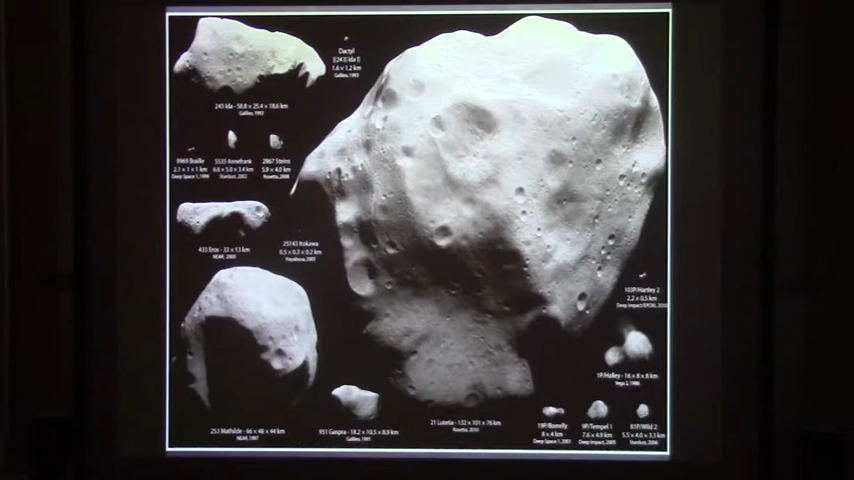 Dactyl
[(243) Ida I]
1.6 × 1.2 km
Galileo, 1993
243 Ida - 58.8 × 25.4 × 18.6 km
Galileo, 1993
9969 Braille
2.1 × 1 × 1 km
Deep Space 1, 1999
5535 Annefrank
6.6 × 5.0 × 3.4 km
Stardust, 2002
2867 Steins
5.9 × 4.0 km
Rosetta, 2008
433 Eros - 33 × 13 km
NEAR, 2000
25143 Itokawa
0.5 × 0.3 × 0.2 km
Hayabusa, 2005
103P/Hartley 2
2.2 × 0.5 km
Deep Impact/EPOXI, 2010
1P/Halley - 16 × 8 × 8 km
Vega 2, 1986
253 Mathilde - 66 × 48 × 44 km
NEAR, 1997
951 Gaspra - 18.2 × 10.5 × 8.9 km
Galileo, 1991
21 Lutetia - 132 × 101 × 76 km
Rosetta, 2010
19P/Borrelly
8 × 4 km
Deep Space 1, 2001
9P/Tempel 1
7.6 × 4.9 km
Deep Impact, 2005
81P/Wild 2
5.5 × 4.0 × 3.3 km
Stardust, 2004